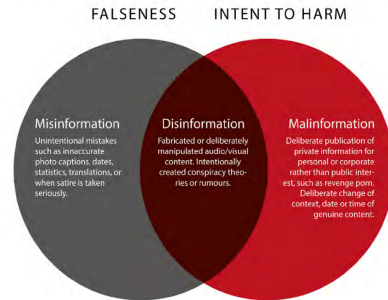 FALSENESS
INTENT TO HARM
Misinformation
Unintentional mistakes
such as innaccurate
photo captions, dates,
statistics, translations, or
when satire is taken
seriously.
Disinformation
Fabricated or deliberately
manipulated audio/visual
content. Intentionally
created conspiracy theo-
ries or rumours.
Malinformation
Deliberate publication of
private information for
personal or corporate
rather than public inter-
est, such as revenge porn.
Deliberate change of
context, date or time of
genuine content.